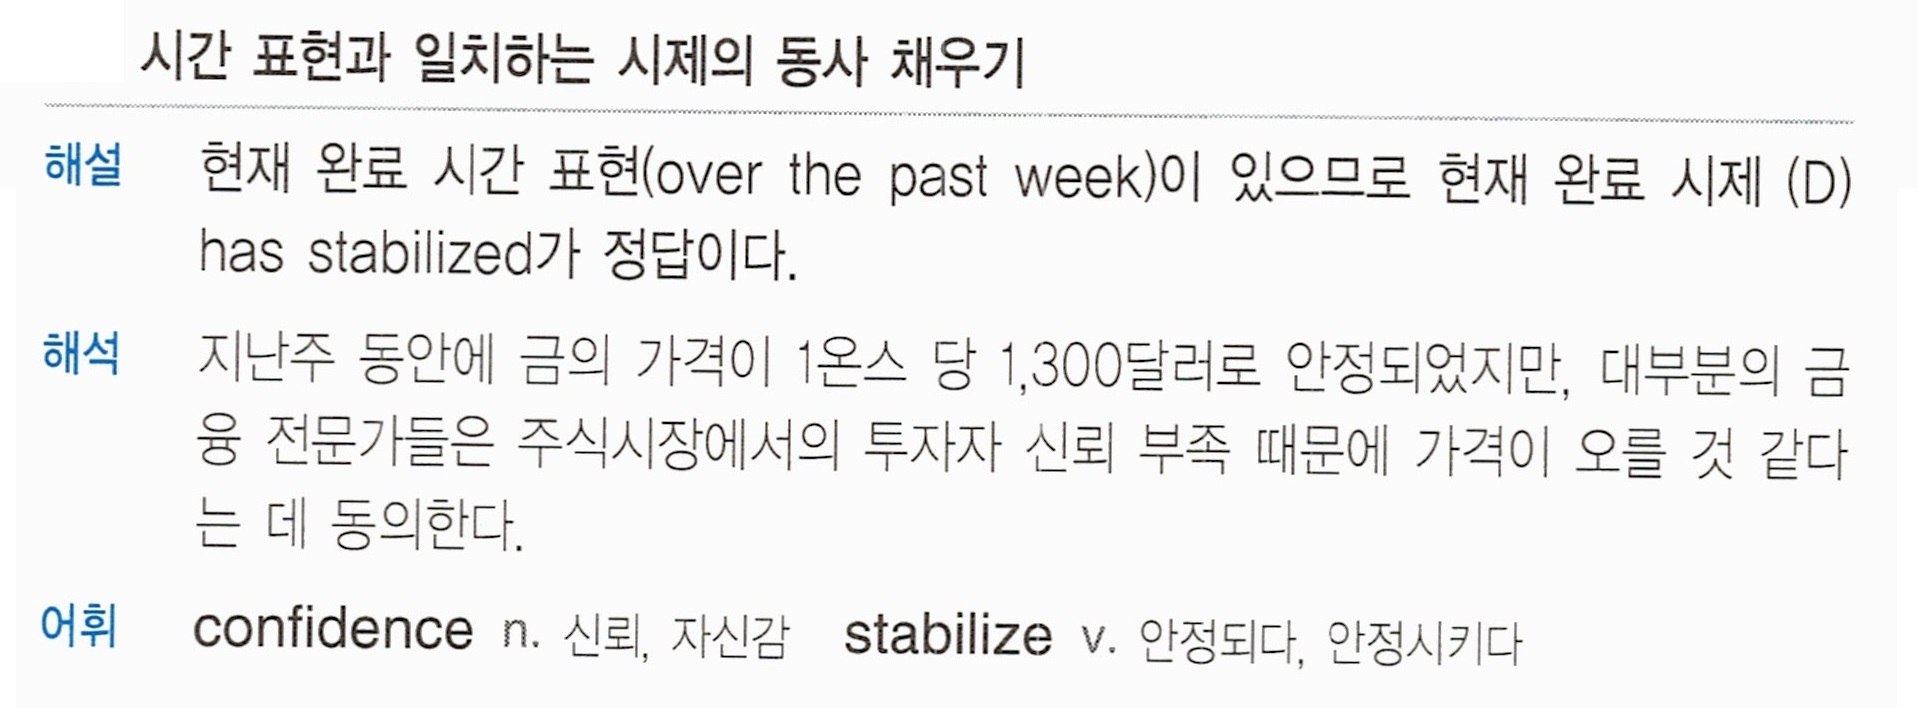 시간 표현과 일치하는 시제의 동사 채우기
해설 현재 완료 시간 표현(over the past week)이 있으므로 현재 완료 시제 (D)
has stabilized가 정답이다.
해석 지난주 동안에 금의 가격이 1온스 당 1,300달러로 안정되었지만, 대부분의 금
융 전문가들은 주식시장에서의 투자자 신뢰 부족 때문에 가격이 오를 것 같다
는 데 동의한다.
어휘 confidence n. 신뢰, 자신감 stabilize v. 안정되다, 안정시키다